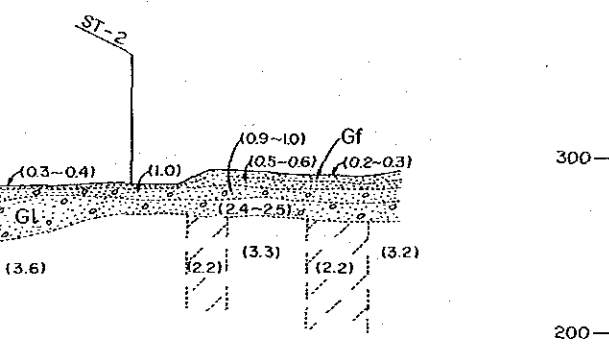 ST-2
(0.9~1.0) Gf
(0.3~0.4) (1.0) (0.5~0.6) (0.2~0.3) 300
Gl (2.4~2.5)
(3.6) (2.2) (3.3) (2.2) (3.2)
200